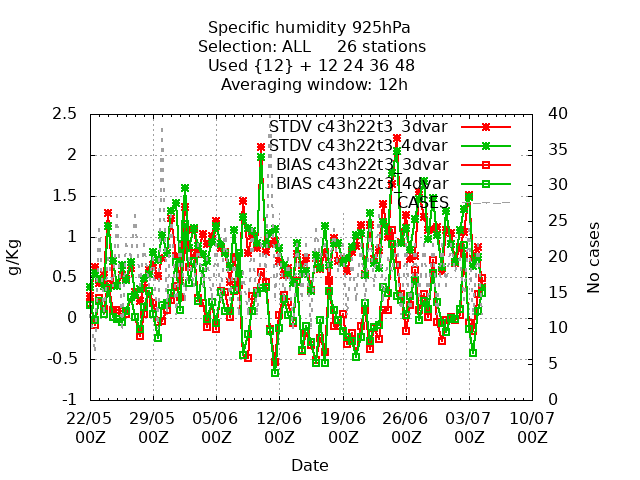 Specific humidity 925hPa
Selection: ALL     26 stations
Used {12} + 12 24 36 48
Averaging window: 12h
STDV c43h22t3_3dvar
STDV c43h22t3_4dvar
BIAS c43h22t3_3dvar
BIAS c43h22t3_4dvar
CASES
2.5
2
1.5
1
0.5
0
-0.5
-1
g/Kg
40
35
30
25
20
15
10
5
0
No cases
22/05 29/05 05/06 12/06 19/06 26/06 03/07 10/07
00Z 00Z 00Z 00Z 00Z 00Z 00Z 00Z
Date